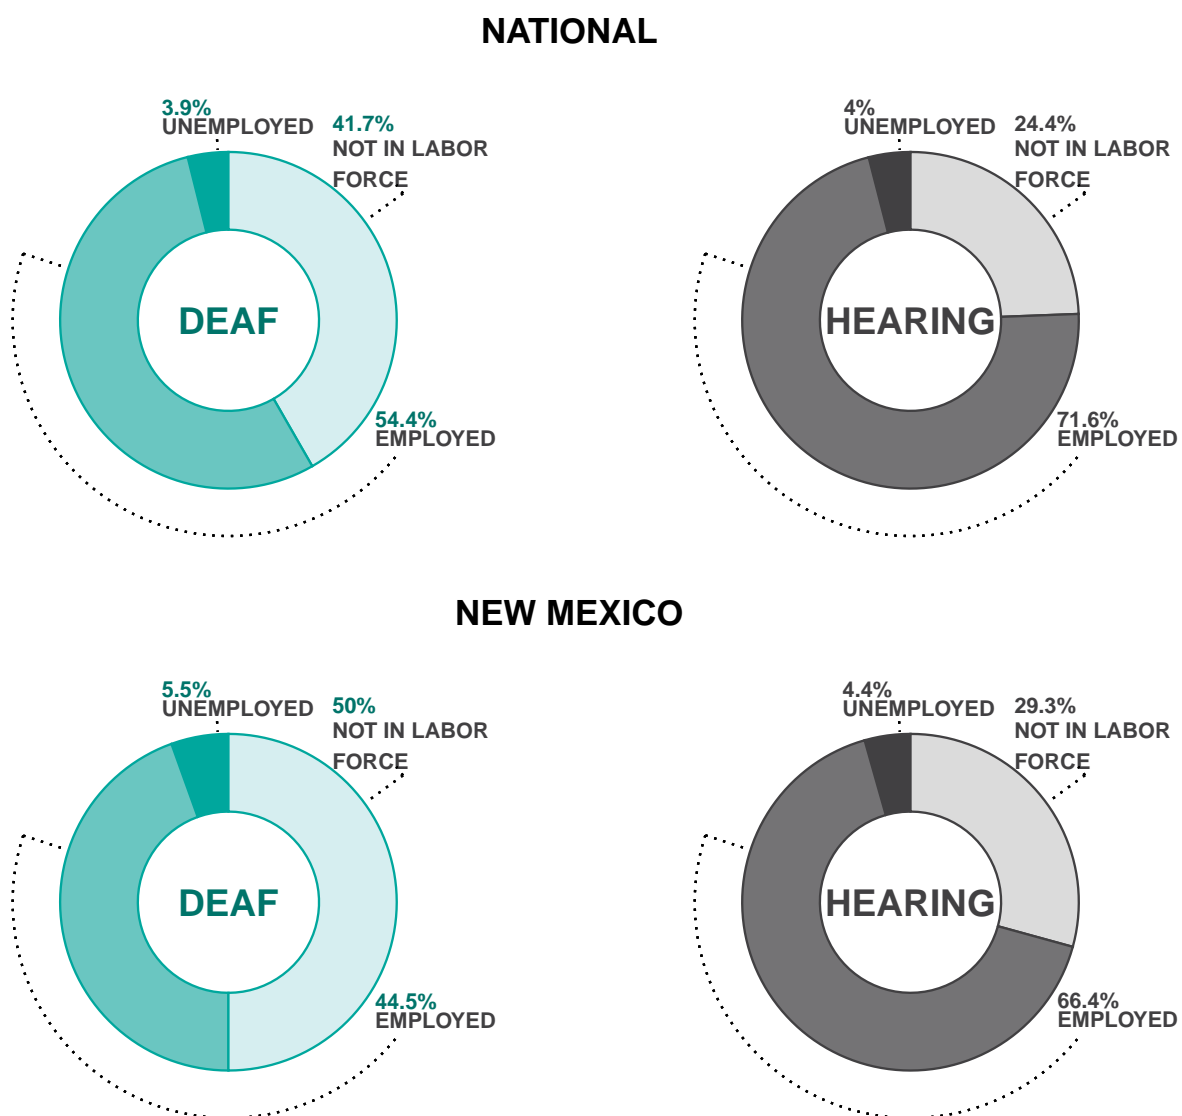 NATIONAL
3.9%
UNEMPLOYED
41.7%
NOT IN LABOR
FORCE
DEAF
54.4%
EMPLOYED
4%
UNEMPLOYED
24.4%
NOT IN LABOR
FORCE
HEARING
71.6%
EMPLOYED
NEW MEXICO
5.5%
UNEMPLOYED
50%
NOT IN LABOR
FORCE
DEAF
44.5%
EMPLOYED
4.4%
UNEMPLOYED
29.3%
NOT IN LABOR
FORCE
HEARING
66.4%
EMPLOYED